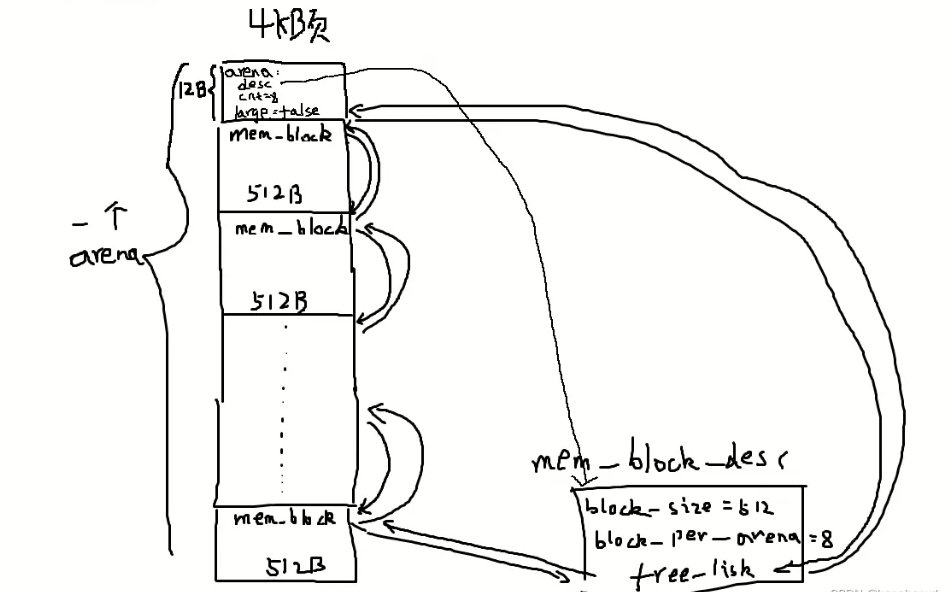 4kB页
12B
arena:
desc
cnt=8
large=false
mem_block
512B
mem_block
512B
一个
arena
mem_block
512B
mem_block_desc
block_size=512
block_per_arena=8
free_lisk